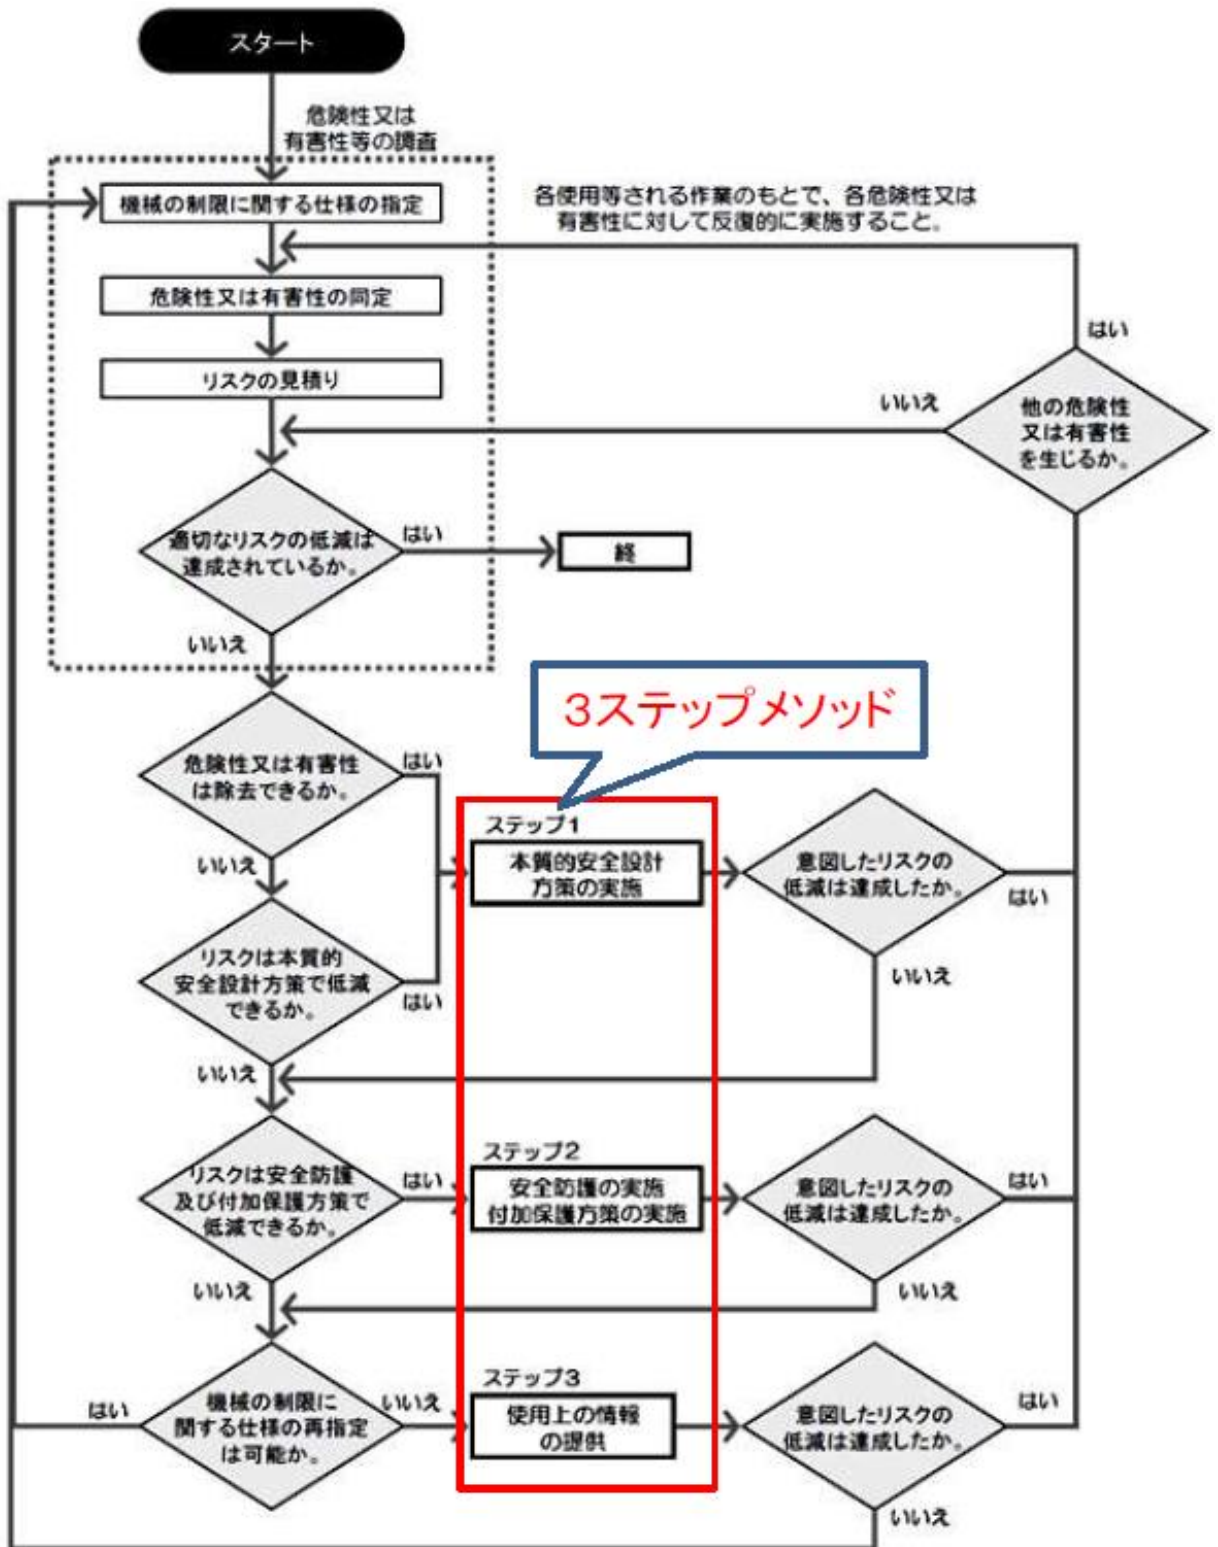 スタート
危険性又は
有害性等の調査
機械の制限に関する仕様の指定
各使用等される作業のもとで、各危険性又は
有害性に対して反復的に実施すること。
危険性又は有害性の同定
はい
リスクの見積り
いいえ
他の危険性
又は有害性
を生じるか。
適切なリスクの低減は
達成されているか。
はい
終
いいえ
3ステップメソッド
危険性又は有害性
は除去できるか。
はい
ステップ1
本質的安全設計
方策の実施
意図したリスクの
低減は達成したか。
はい
いいえ
リスクは本質的
安全設計方策で低減
できるか。
はい
いいえ
いいえ
リスクは安全防護
及び付加保護方策で
低減できるか。
はい
ステップ2
安全防護の実施
付加保護方策の実施
意図したリスクの
低減は達成したか。
はい
いいえ
いいえ
はい
機械の制限に
関する仕様の再指定
は可能か。
いいえ
ステップ3
使用上の情報
の提供
意図したリスクの
低減は達成したか。
はい
いいえ